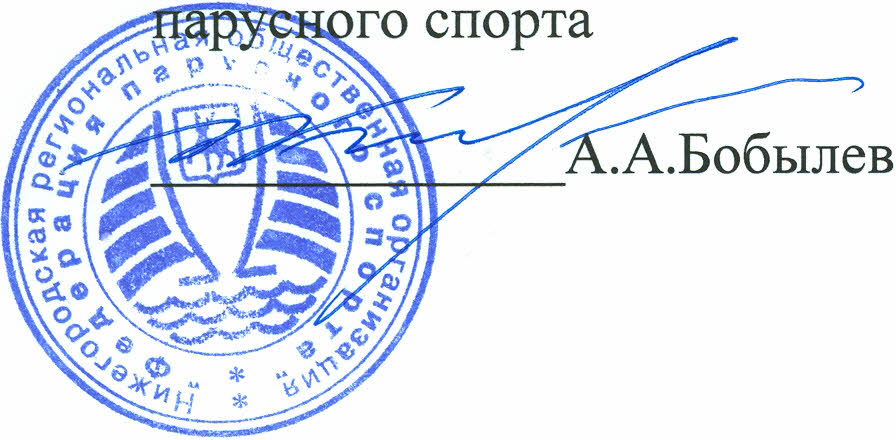 парусного спорта
А.А.Бобылев
Нижегородская региональная общественная организация
"Федерация парусного спорта"